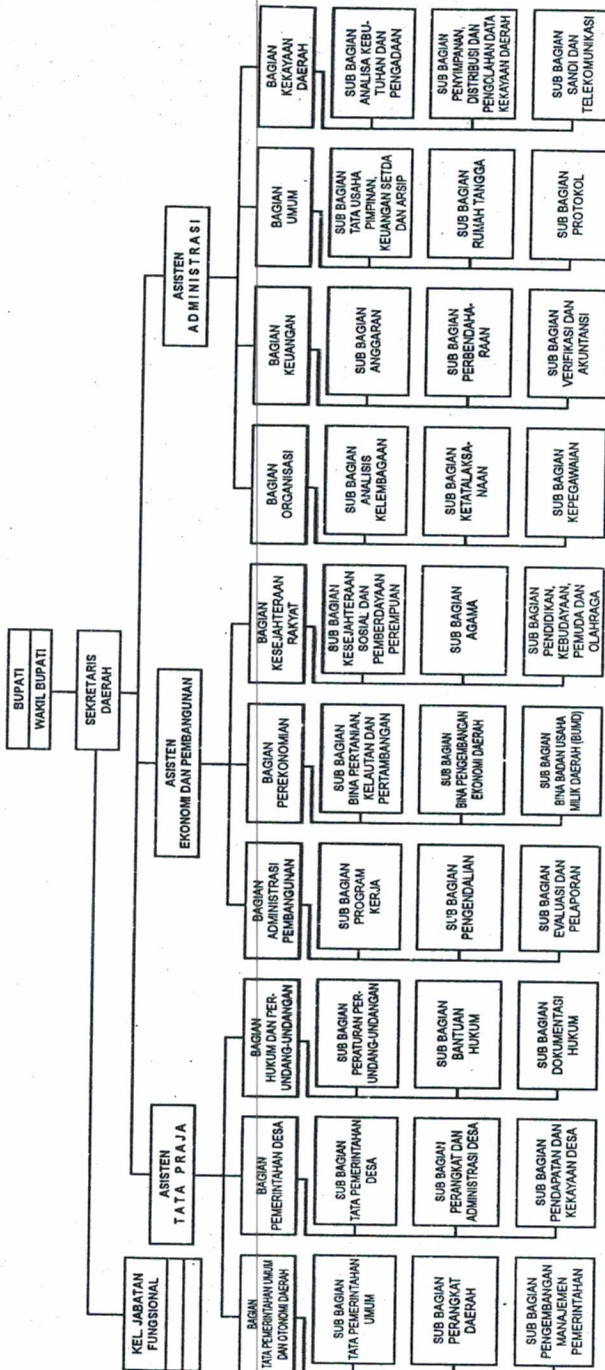 BUPATI
WAKIL BUPATI
SEKRETARIS
DAERAH
KEL. JABATAN
FUNGSIONAL
ASISTEN
TATA PRAJA
ASISTEN
EKONOMI DAN PEMBANGUNAN
ASISTEN
ADMINISTRASI
BAGIAN
TATA PEMERINTAHAN UMUM
DAN OTONOMI DAERAH
BAGIAN
PEMERINTAHAN DESA
BAGIAN
HUKUM DAN PER-
UNDANG-UNDANGAN
BAGIAN
ADMINISTRASI
PEMBANGUNAN
BAGIAN
PEREKONOMIAN
BAGIAN
KESEJAHTERAAN
RAKYAT
BAGIAN
ORGANISASI
BAGIAN
KEUANGAN
BAGIAN
UMUM
BAGIAN
KEKAYAAN
DAERAH
SUB BAGIAN
TATA PEMERINTAHAN
UMUM
SUB BAGIAN
TATA PEMERINTAHAN
DESA
SUB BAGIAN
PERATURAN PER-
UNDANG-UNDANGAN
SUB BAGIAN
PROGRAM
KERJA
SUB BAGIAN
BINA PERTANIAN,
KELAUTAN DAN
PERTAMBANGAN
SUB BAGIAN
KESEJAHTERAAN
SOSIAL DAN
PEMBERDAYAAN
PEREMPUAN
SUB BAGIAN
ANALISIS
KELEMBAGAAN
SUB BAGIAN
ANGGARAN
SUB BAGIAN
TATA USAHA
PIMPINAN,
KEUANGAN SETDA
DAN ARSIP
SUB BAGIAN
ANALISA KEBU-
TUHAN DAN
PENGADAAN
SUB BAGIAN
PERANGKAT
DAERAH
SUB BAGIAN
PERANGKAT DAN
ADMINISTRASI DESA
SUB BAGIAN
BANTUAN
HUKUM
SUB BAGIAN
PENGENDALIAN
SUB BAGIAN
BINA PENGEMBANGAN
EKONOMI DAERAH
SUB BAGIAN
AGAMA
SUB BAGIAN
KETATALAKSA-
NAAN
SUB BAGIAN
PERBENDAHA-
RAAN
SUB BAGIAN
RUMAH TANGGA
SUB BAGIAN
PENYIMPANAN,
DISTRIBUSI DAN
PENGOLAHAN DATA
KEKAYAAN DAERAH
SUB BAGIAN
PENGEMBANGAN
MANAJEMEN
PEMERINTAHAN
SUB BAGIAN
PENDAPATAN DAN
KEKAYAAN DESA
SUB BAGIAN
DOKUMENTASI
HUKUM
SUB BAGIAN
EVALUASI DAN
PELAPORAN
SUB BAGIAN
BINA BADAN USAHA
MILIK DAERAH (BUMD)
SUB BAGIAN
PENDIDIKAN,
KEBUDAYAAN,
PEMUDA DAN
OLAHRAGA
SUB BAGIAN
KEPEGAWAIAN
SUB BAGIAN
VERIFIKASI DAN
AKUNTANSI
SUB BAGIAN
PROTOKOL
SUB BAGIAN
SANDI DAN
TELEKOMUNIKASI